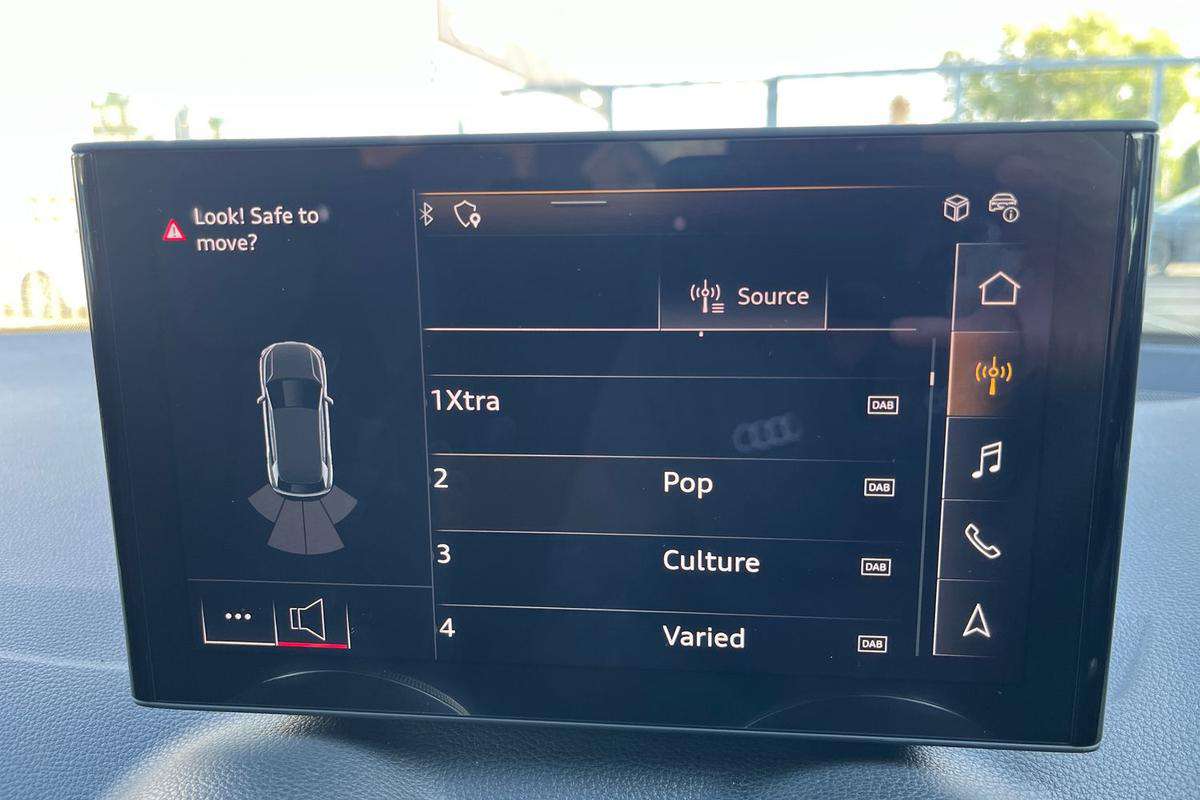 Look! Safe to
move?
Source
1Xtra DAB
2 Pop DAB
3 Culture DAB
4 Varied DAB